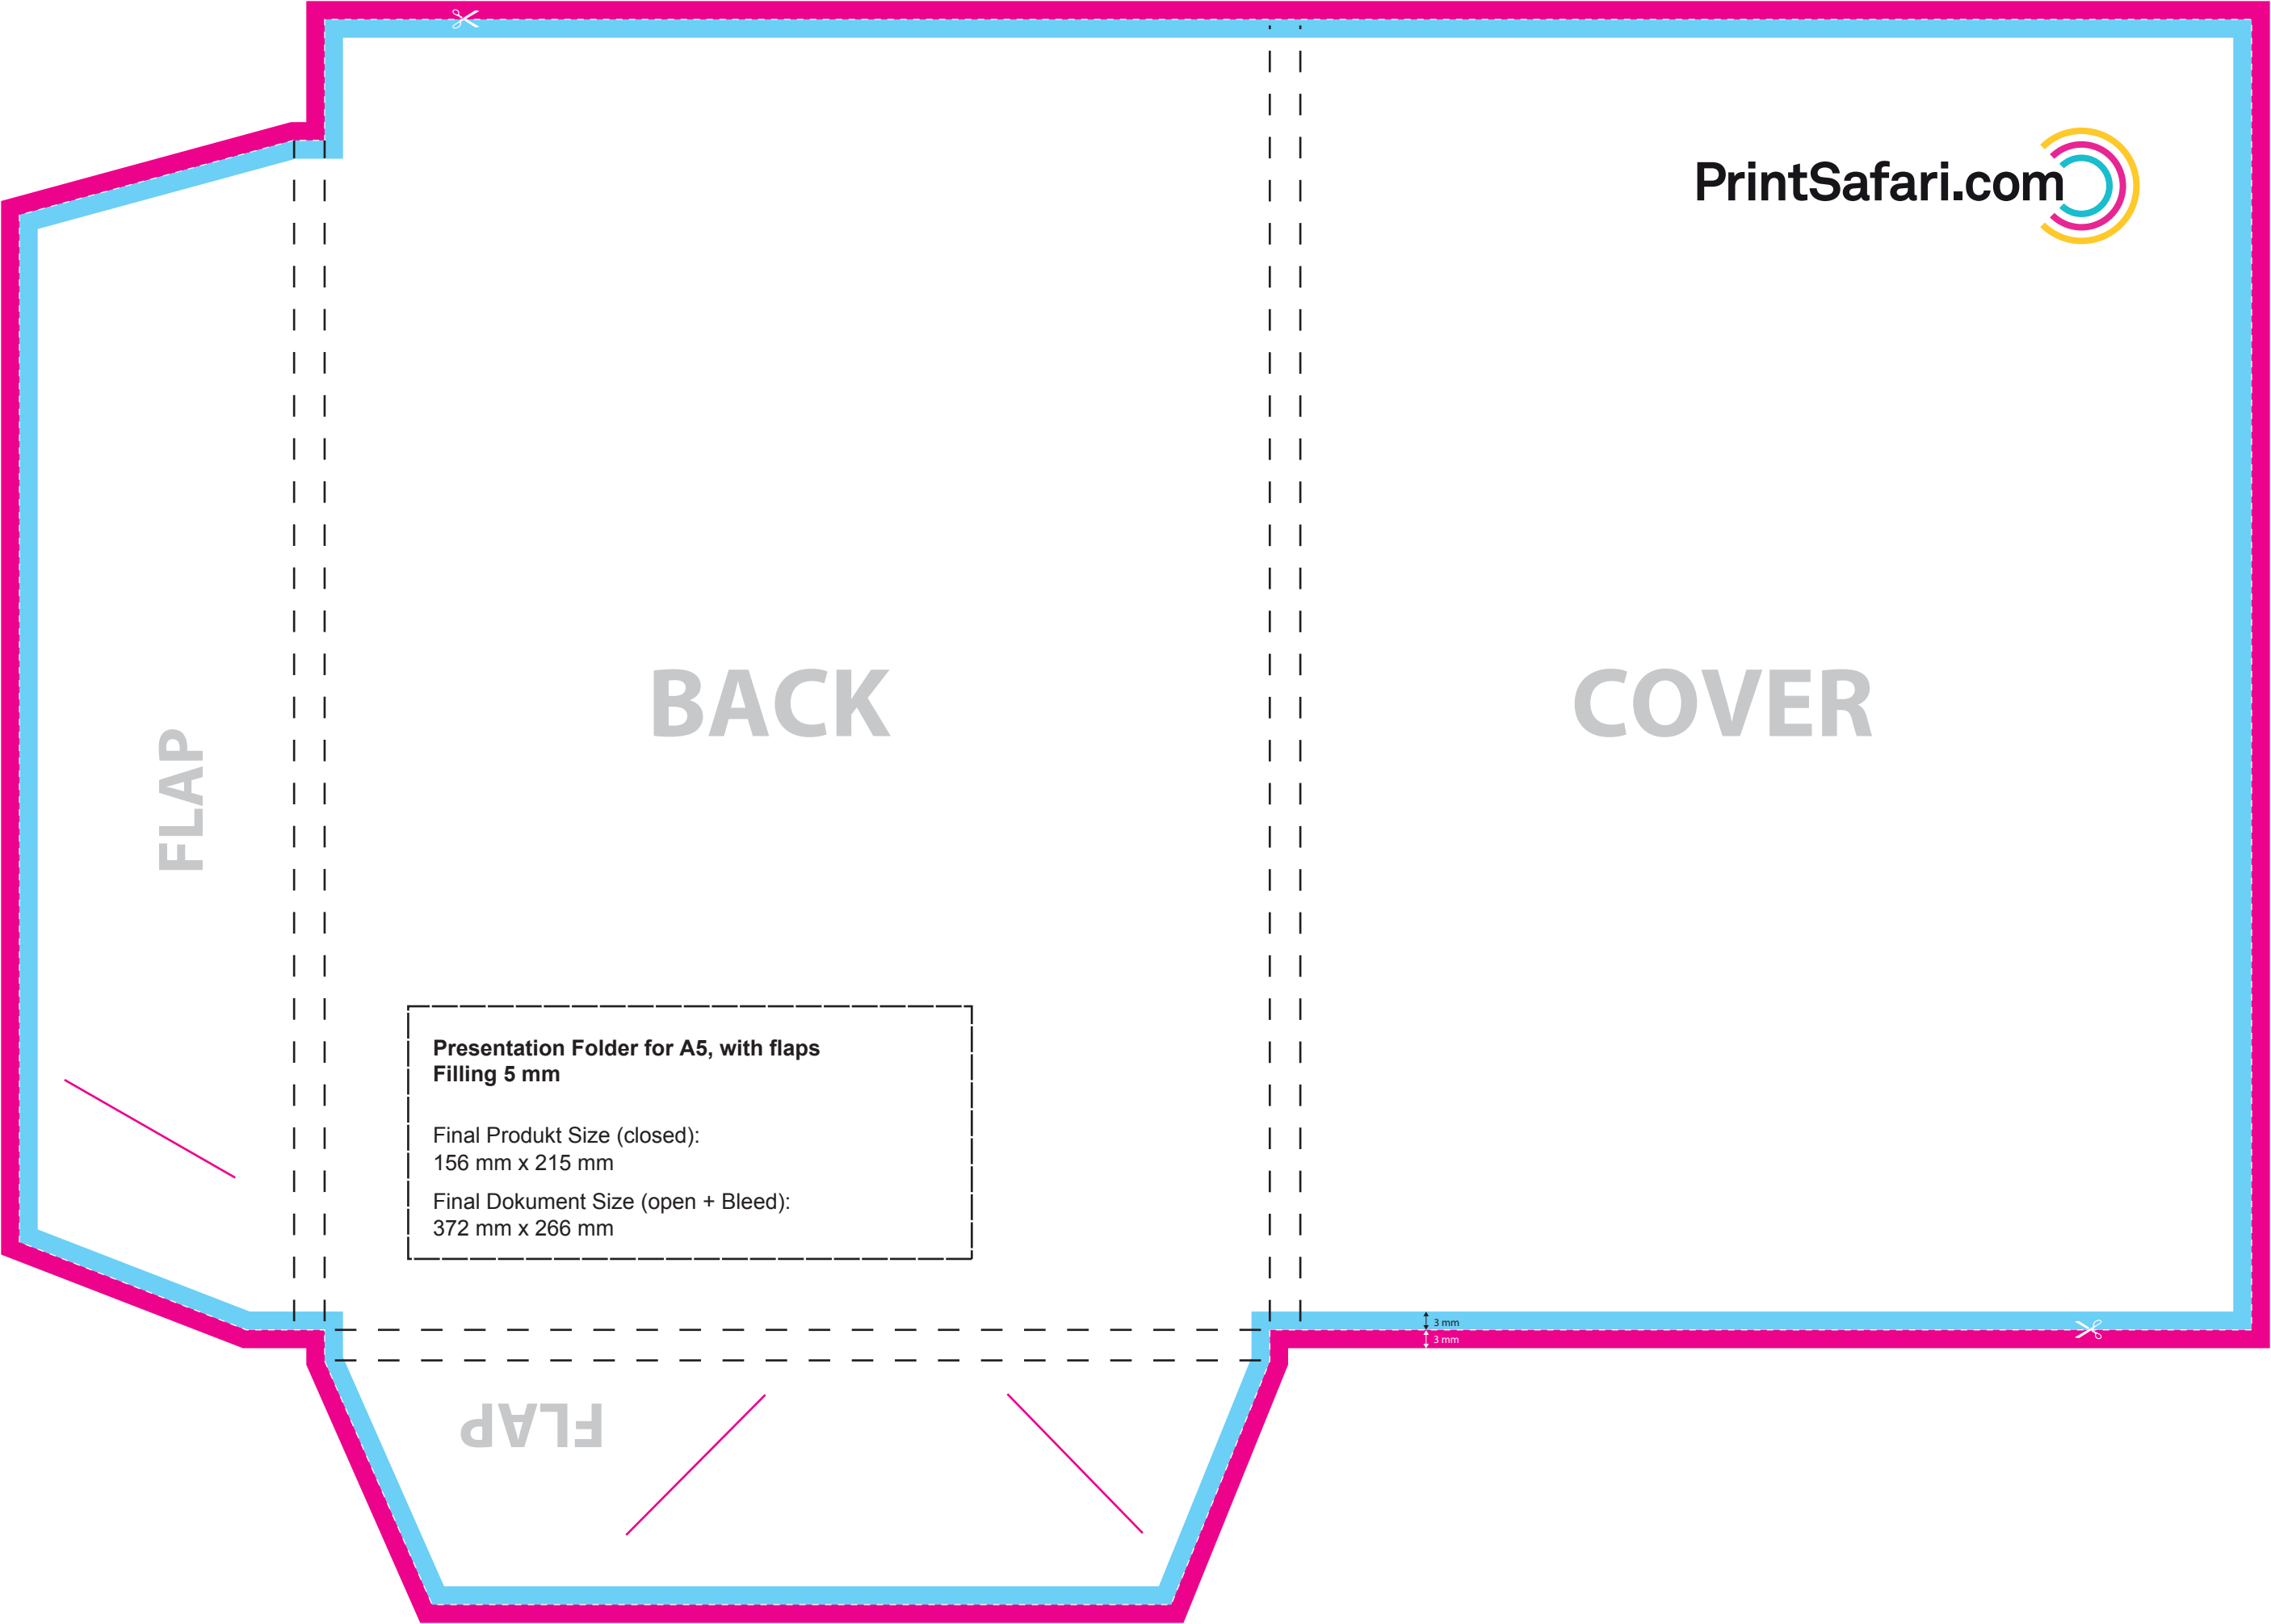 PrintSafari.com
BACK
COVER
FLAP
Presentation Folder for A5, with flaps
Filling 5 mm
Final Produkt Size (closed):
156 mm x 215 mm
Final Dokument Size (open + Bleed):
372 mm x 266 mm
3 mm
3 mm
FLAP